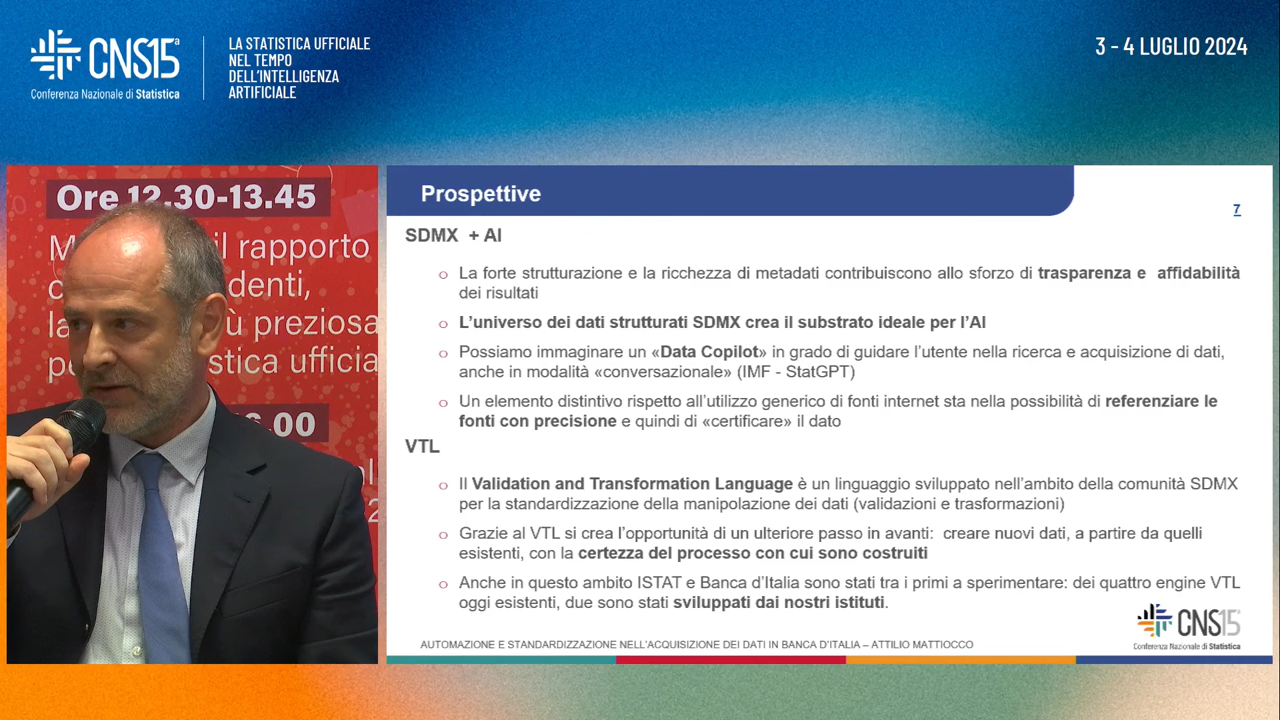 CNS15ª
Conferenza Nazionale di Statistica
LA STATISTICA UFFICIALE
NEL TEMPO
DELL'INTELLIGENZA
ARTIFICIALE
3 - 4 LUGLIO 2024
Ore 12.30-13.45
il rapporto
denti,
preziosa
.00
Prospettive
7
SDMX + AI
o La forte strutturazione e la ricchezza di metadati contribuiscono allo sforzo di trasparenza e affidabilità
dei risultati
o L'universo dei dati strutturati SDMX crea il substrato ideale per l'AI
o Possiamo immaginare un «Data Copilot» in grado di guidare l'utente nella ricerca e acquisizione di dati,
anche in modalità «conversazionale» (IMF - StatGPT)
o Un elemento distintivo rispetto all'utilizzo generico di fonti internet sta nella possibilità di referenziare le
fonti con precisione e quindi di «certificare» il dato
VTL
o Il Validation and Transformation Language è un linguaggio sviluppato nell'ambito della comunità SDMX
per la standardizzazione della manipolazione dei dati (validazioni e trasformazioni)
o Grazie al VTL si crea l'opportunità di un ulteriore passo in avanti: creare nuovi dati, a partire da quelli
esistenti, con la certezza del processo con cui sono costruiti
o Anche in questo ambito ISTAT e Banca d'Italia sono stati tra i primi a sperimentare: dei quattro engine VTL
oggi esistenti, due sono stati sviluppati dai nostri istituti.
CNS15
Conferenza Nazionale di Statistica
AUTOMAZIONE E STANDARDIZZAZIONE NELL'ACQUISIZIONE DEI DATI IN BANCA D'ITALIA – ATTILIO MATTIOCCO